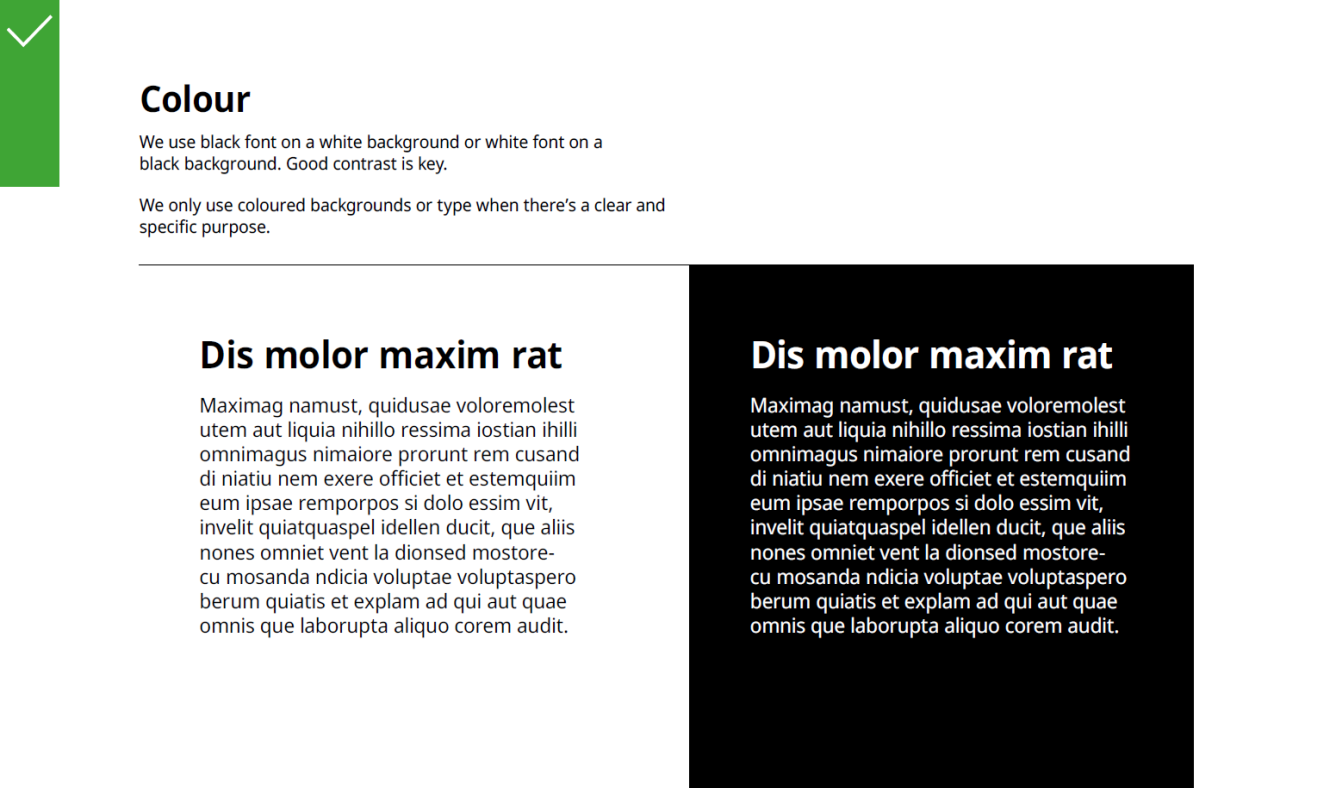 Colour
We use black font on a white background or white font on a
black background. Good contrast is key.
We only use coloured backgrounds or type when there’s a clear and
specific purpose.
Dis molor maxim rat
Maximag namust, quidusae voloremolest
utem aut liquia nihillo ressima iostian ihilli
omnimagus nimaiore prorunt rem cusand
di niatiu nem exere officiet et estemquiim
eum ipsae remporpos si dolo essim vit,
invelit quiatquaspel idellen ducit, que aliis
nones omniet vent la dionsed mostore-
cu mosanda ndicia voluptae voluptaspero
berum quiatis et explam ad qui aut quae
omnis que laborupta aliquo corem audit.
Dis molor maxim rat
Maximag namust, quidusae voloremolest
utem aut liquia nihillo ressima iostian ihilli
omnimagus nimaiore prorunt rem cusand
di niatiu nem exere officiet et estemquiim
eum ipsae remporpos si dolo essim vit,
invelit quiatquaspel idellen ducit, que aliis
nones omniet vent la dionsed mostore-
cu mosanda ndicia voluptae voluptaspero
berum quiatis et explam ad qui aut quae
omnis que laborupta aliquo corem audit.